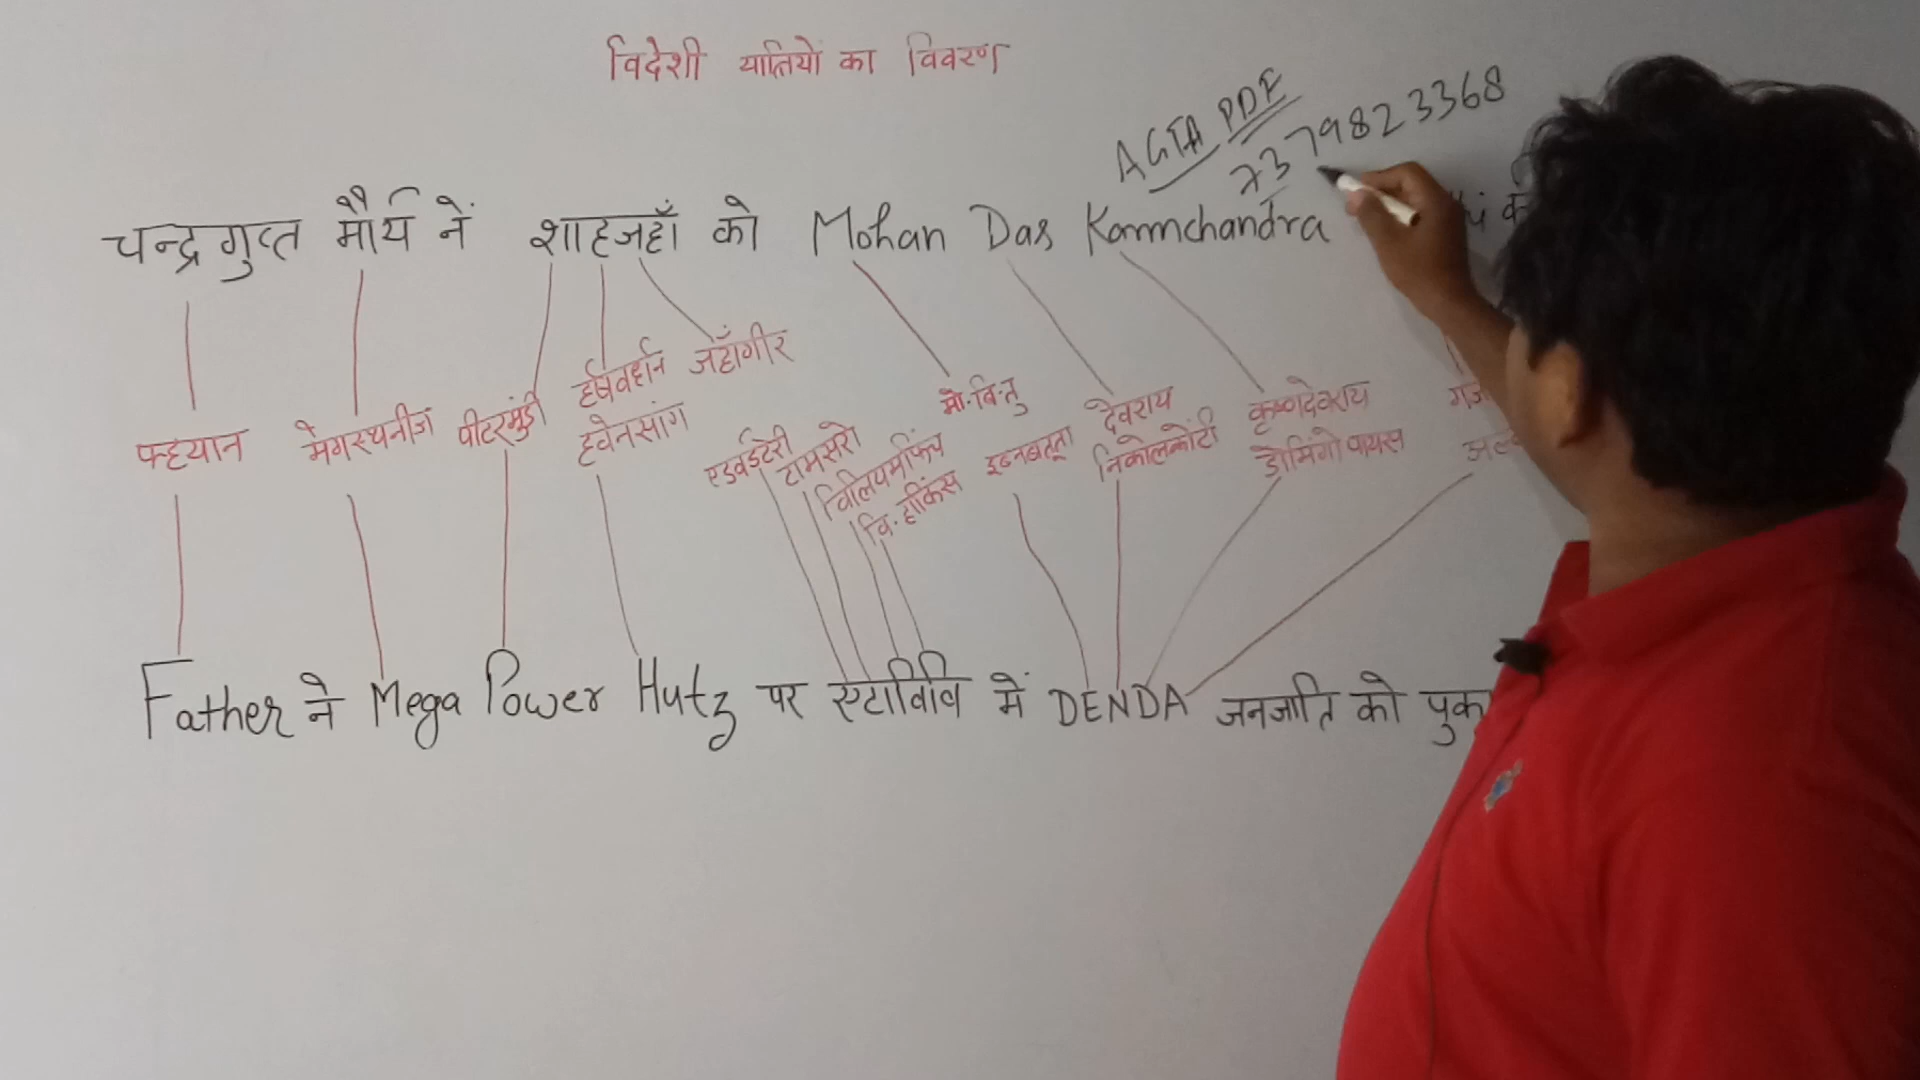 विदेशी यात्रियों का विवरण
AGTA PDF
7379823368
चन्द्रगुप्त मौर्य नें शाहजहाँ को Mohan Das Karmchandra
हर्षवर्धन जहाँगीर
मो.बि.तु देवराय कृष्णदेवराय
फाह्यान मेगस्थनीज पीटरमुंडी ह्वेनसांग
एडवर्डटेरी टामसरो विलियमफिंच वि. हॉकिंस
इब्नबतूता निकोलकोंटी डोमिंगो पायस
Father ने Mega Power Hutz पर एटाविवि में DENDA जनजाति को